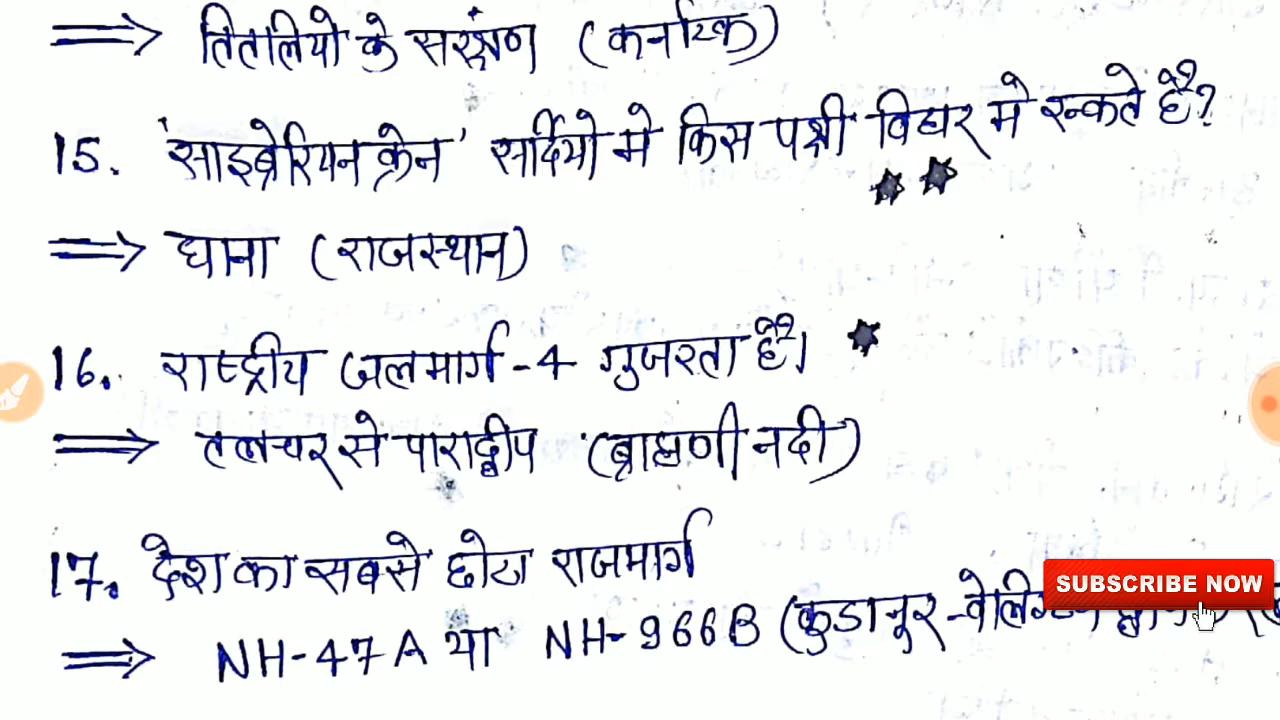 ⇒ तितलियो के संरक्षण (कर्नाटक)
15. 'साइबेरियन क्रेन' सर्दियो मे किस पक्षी विहार मे रूकते है?
⇒ घाना (राजस्थान)
16. राष्ट्रीय जलमार्ग-4 गुजरता है।
⇒ तलचर से पाराद्वीप (ब्राह्मणी नदी)
17. देश का सबसे छोटा राजमार्ग
SUBSCRIBE NOW
⇒ NH-47A या NH-966B (कुडानूर-